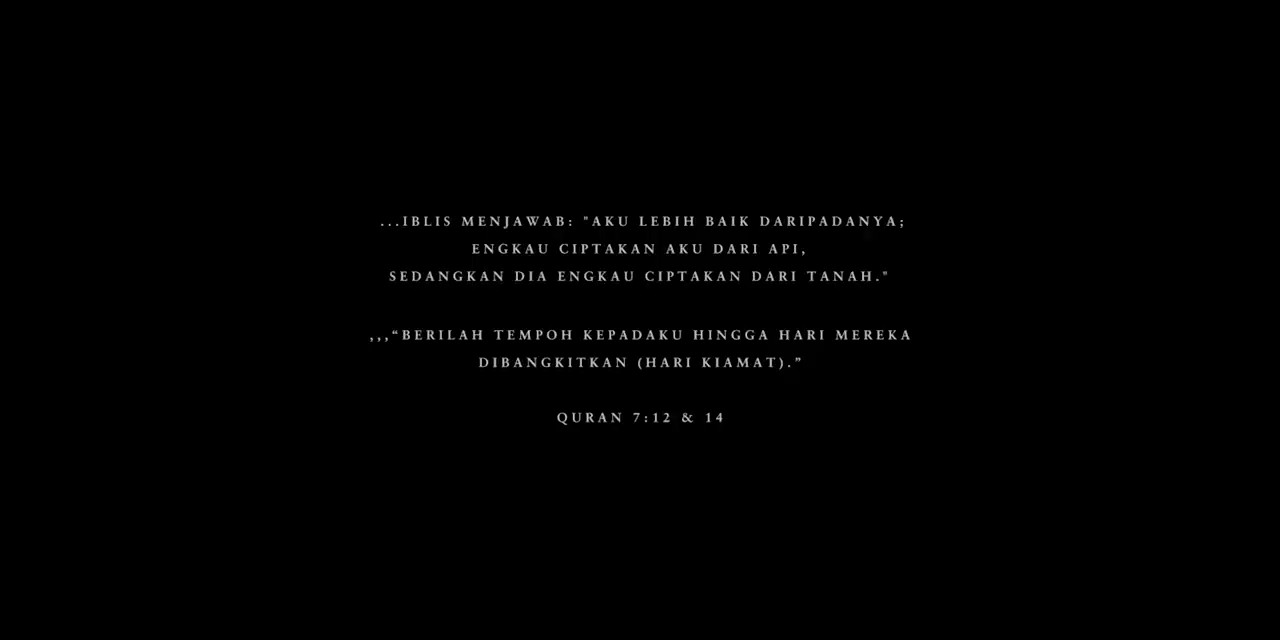 ...IBLIS MENJAWAB: "AKU LEBIH BAIK DARIPADANYA;
ENGKAU CIPTAKAN AKU DARI API,
SEDANGKAN DIA ENGKAU CIPTAKAN DARI TANAH."
,,,“BERILAH TEMPOH KEPADAKU HINGGA HARI MEREKA
DIBANGKITKAN (HARI KIAMAT).”
QURAN 7:12 & 14